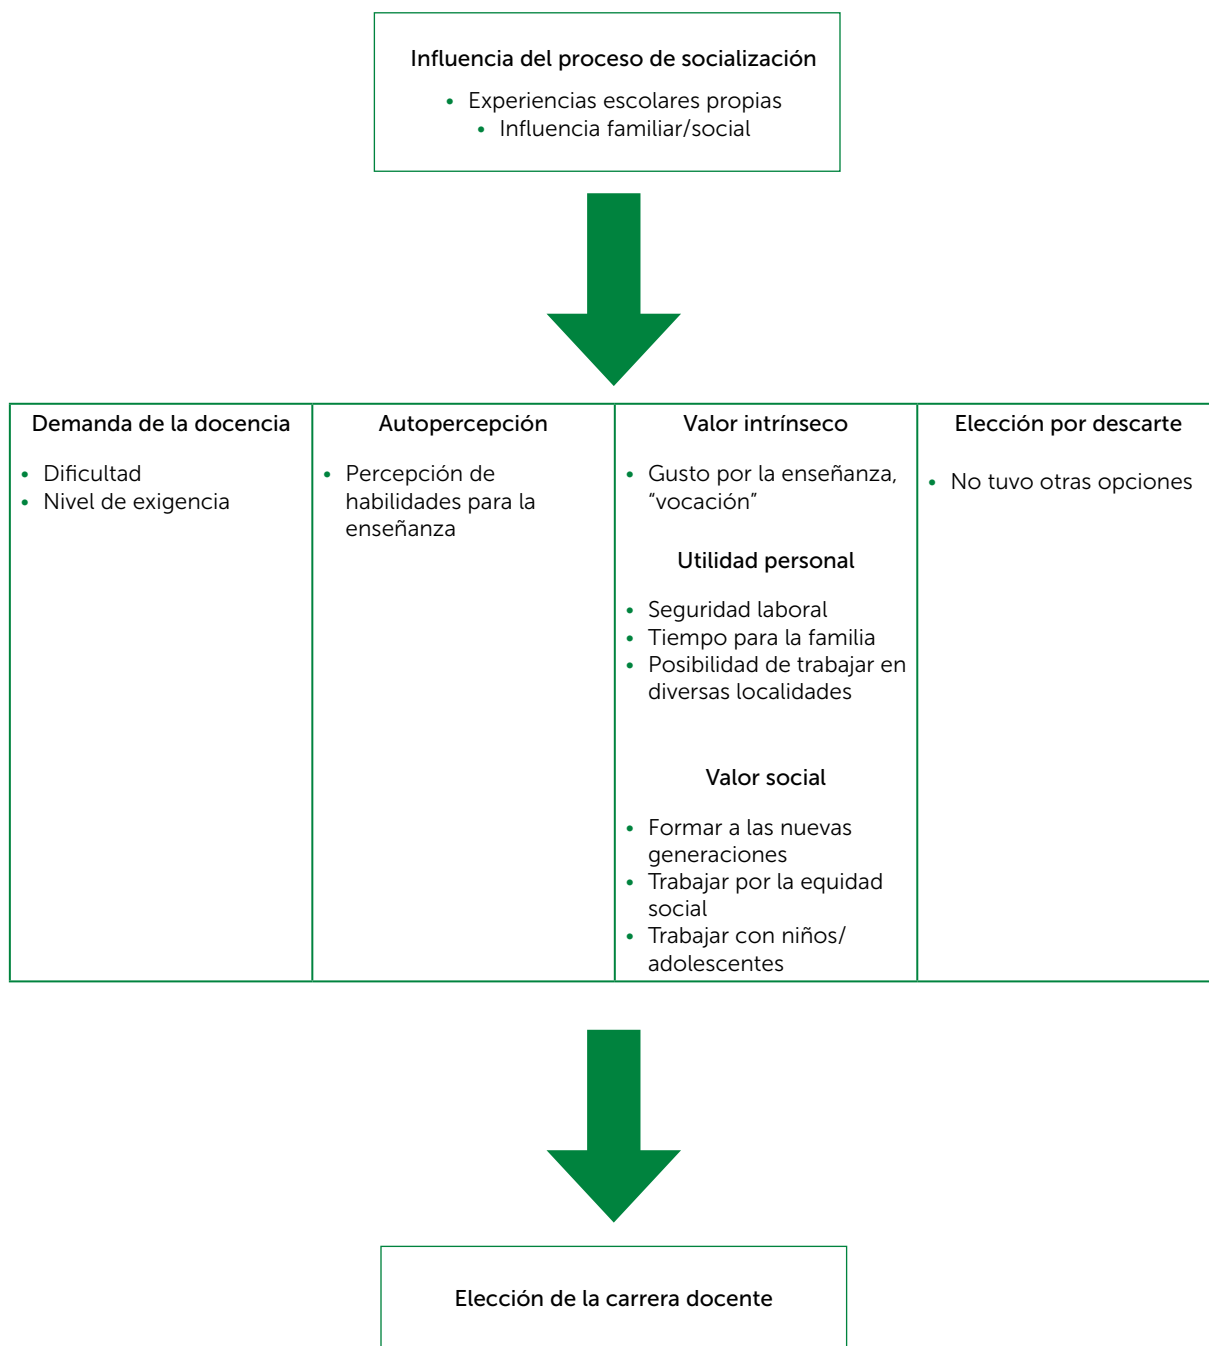 Influencia del proceso de socialización
• Experiencias escolares propias
• Influencia familiar/social
Demanda de la docencia
• Dificultad
• Nivel de exigencia
Autopercepción
• Percepción de
habilidades para la
enseñanza
Valor intrínseco
• Gusto por la enseñanza,
“vocación”
Utilidad personal
• Seguridad laboral
• Tiempo para la familia
• Posibilidad de trabajar en
diversas localidades
Valor social
• Formar a las nuevas
generaciones
• Trabajar por la equidad
social
• Trabajar con niños/
adolescentes
Elección por descarte
• No tuvo otras opciones
Elección de la carrera docente